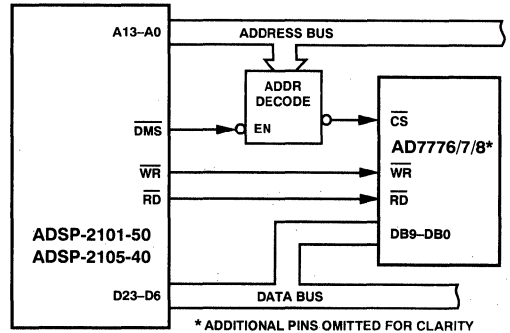 A13–A0
ADDRESS BUS
ADDR
DECODE
EN
DMS
CS
AD7776/7/8*
WR
WR
RD
RD
ADSP-2101-50
ADSP-2105-40
DB9–DB0
D23–D6
DATA BUS
* ADDITIONAL PINS OMITTED FOR CLARITY